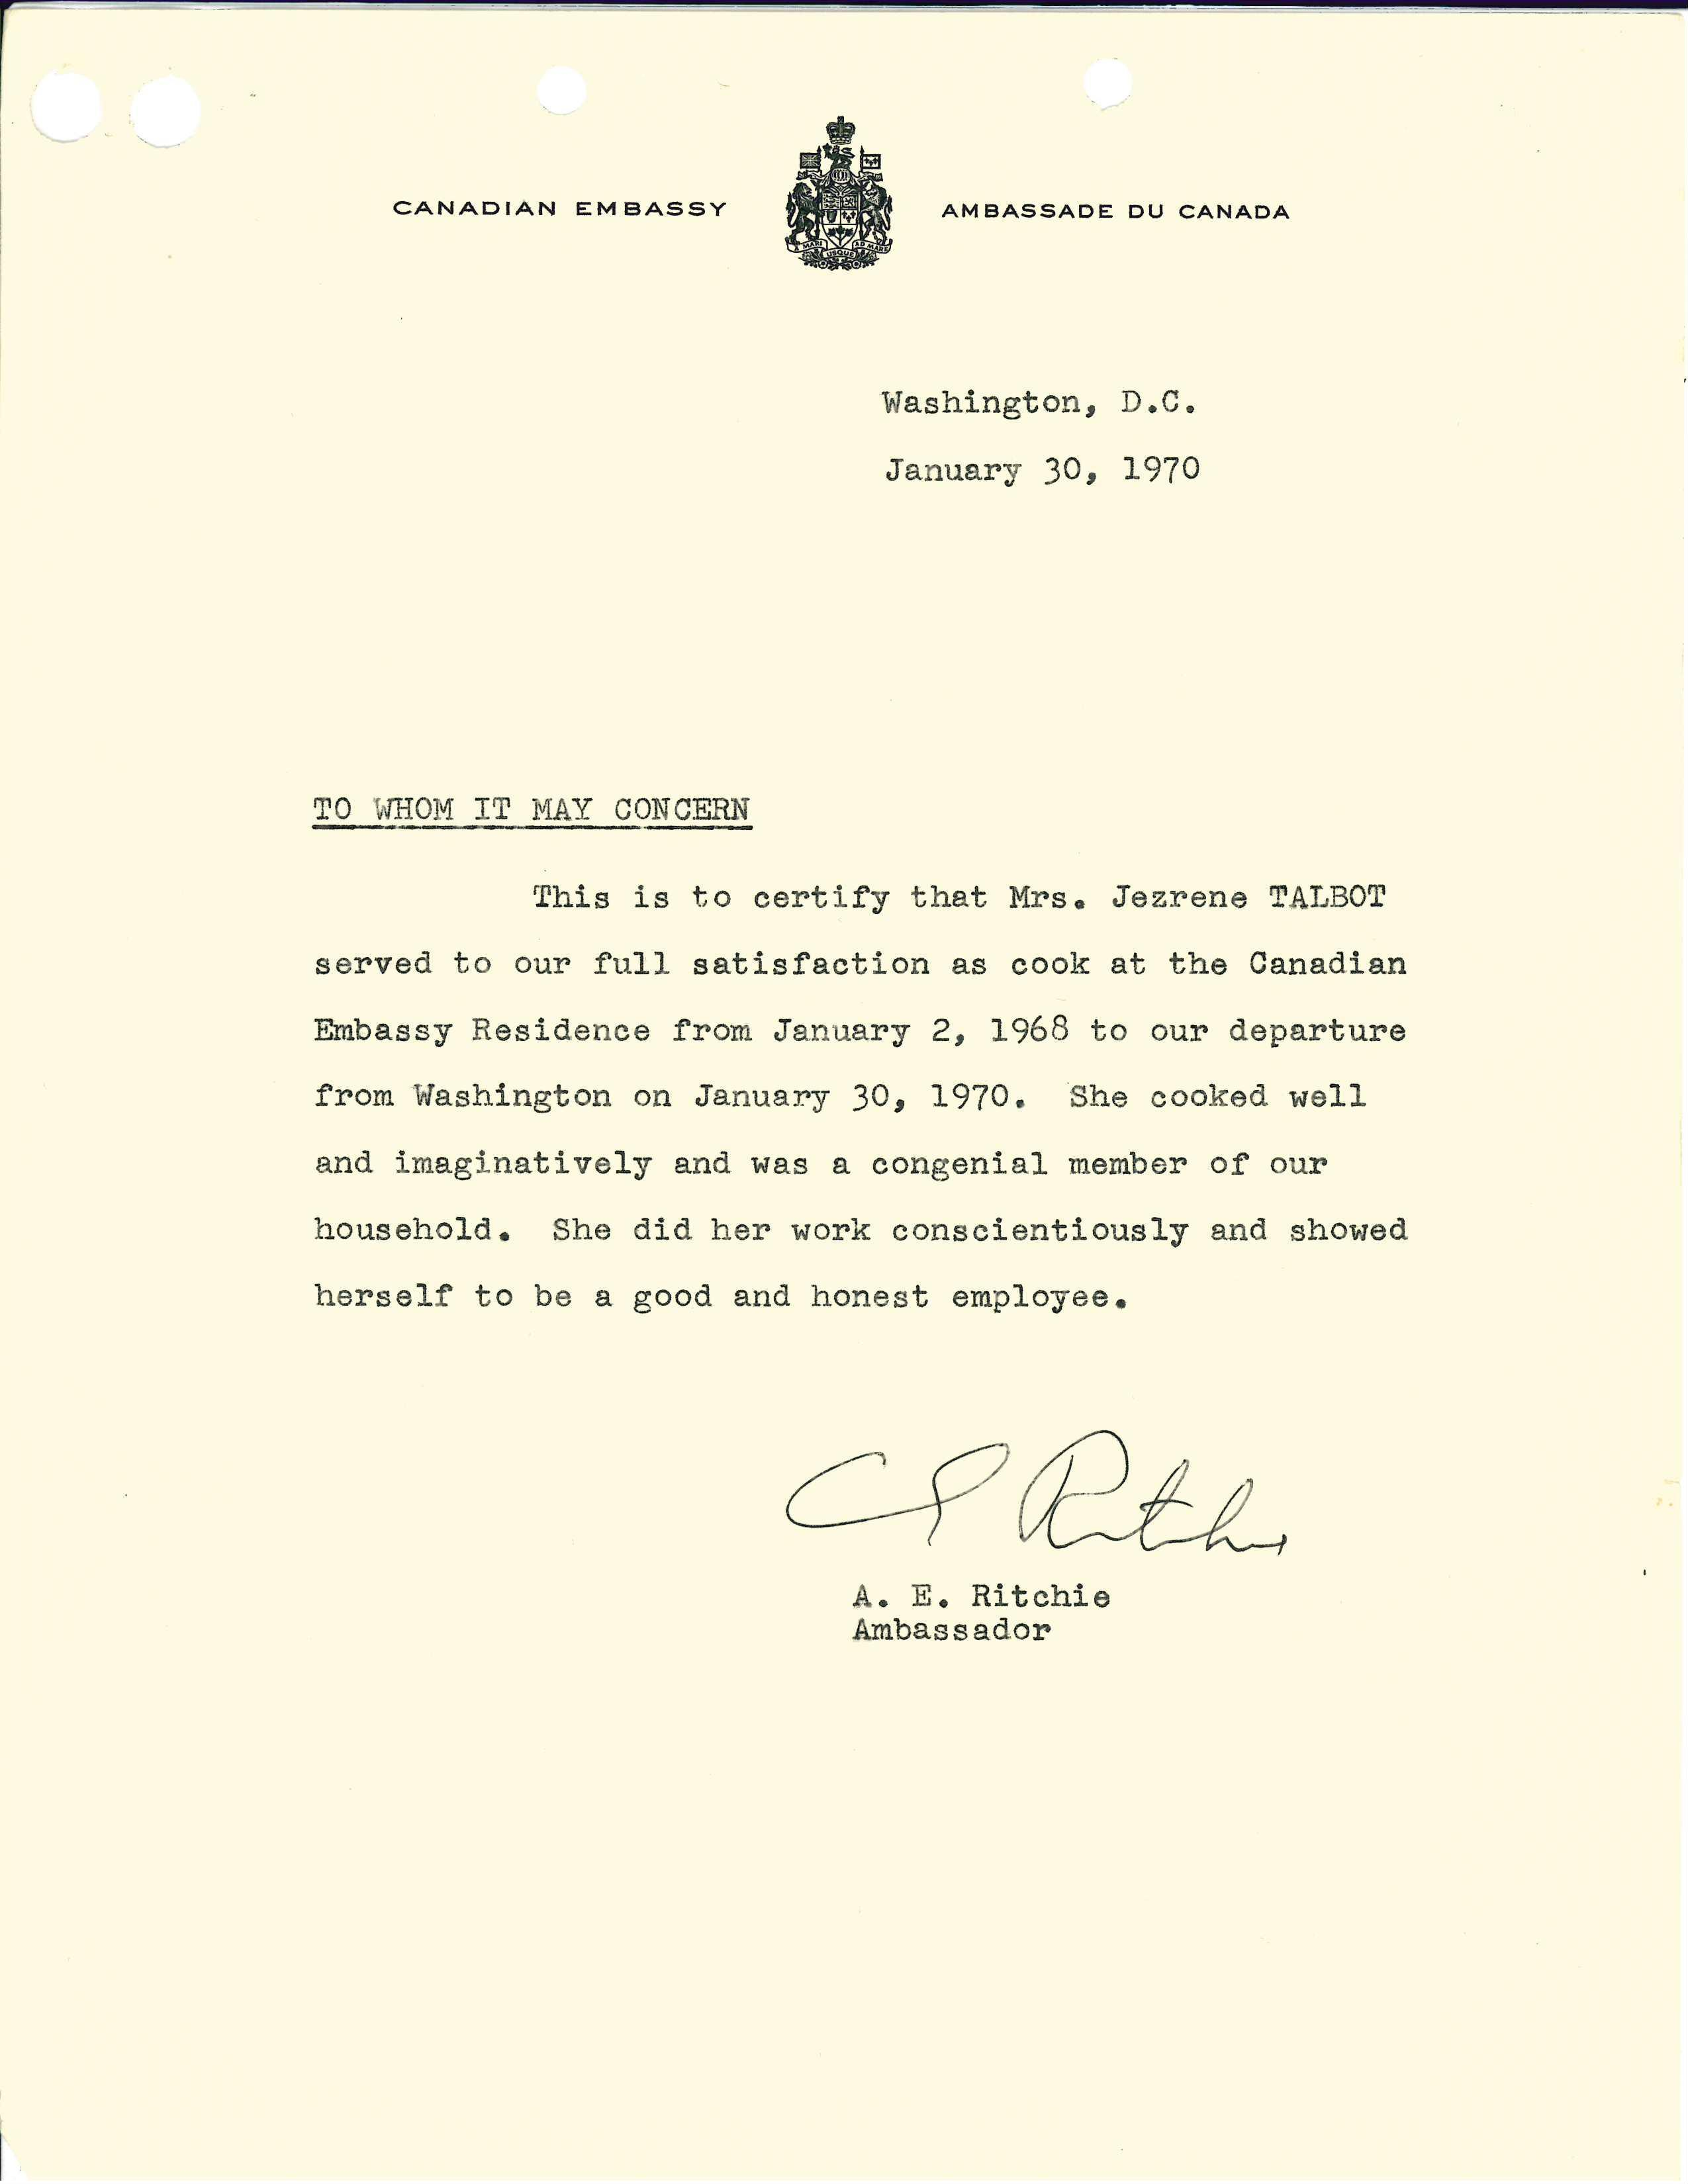 CANADIAN EMBASSY
AMBASSADE DU CANADA
A MARI USQUE AD MARE
Washington, D.C.
January 30, 1970
TO WHOM IT MAY CONCERN
This is to certify that Mrs. Jezrene TALBOT
served to our full satisfaction as cook at the Canadian
Embassy Residence from January 2, 1968 to our departure
from Washington on January 30, 1970. She cooked well
and imaginatively and was a congenial member of our
household. She did her work conscientiously and showed
herself to be a good and honest employee.
A E Ritchie
A. E. Ritchie
Ambassador